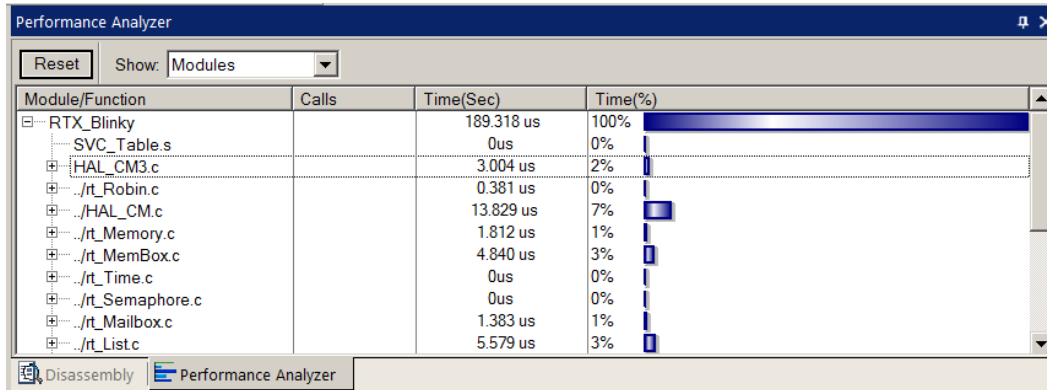 Performance Analyzer
Reset Show: Modules
Module/Function Calls Time(Sec) Time(%)
RTX_Blinky 189.318 us 100%
SVC_Table.s 0us 0%
HAL_CM3.c 3.004 us 2%
../rt_Robin.c 0.381 us 0%
../HAL_CM.c 13.829 us 7%
../rt_Memory.c 1.812 us 1%
../rt_MemBox.c 4.840 us 3%
../rt_Time.c 0us 0%
../rt_Semaphore.c 0us 0%
../rt_Mailbox.c 1.383 us 1%
../rt_List.c 5.579 us 3%
Disassembly Performance Analyzer